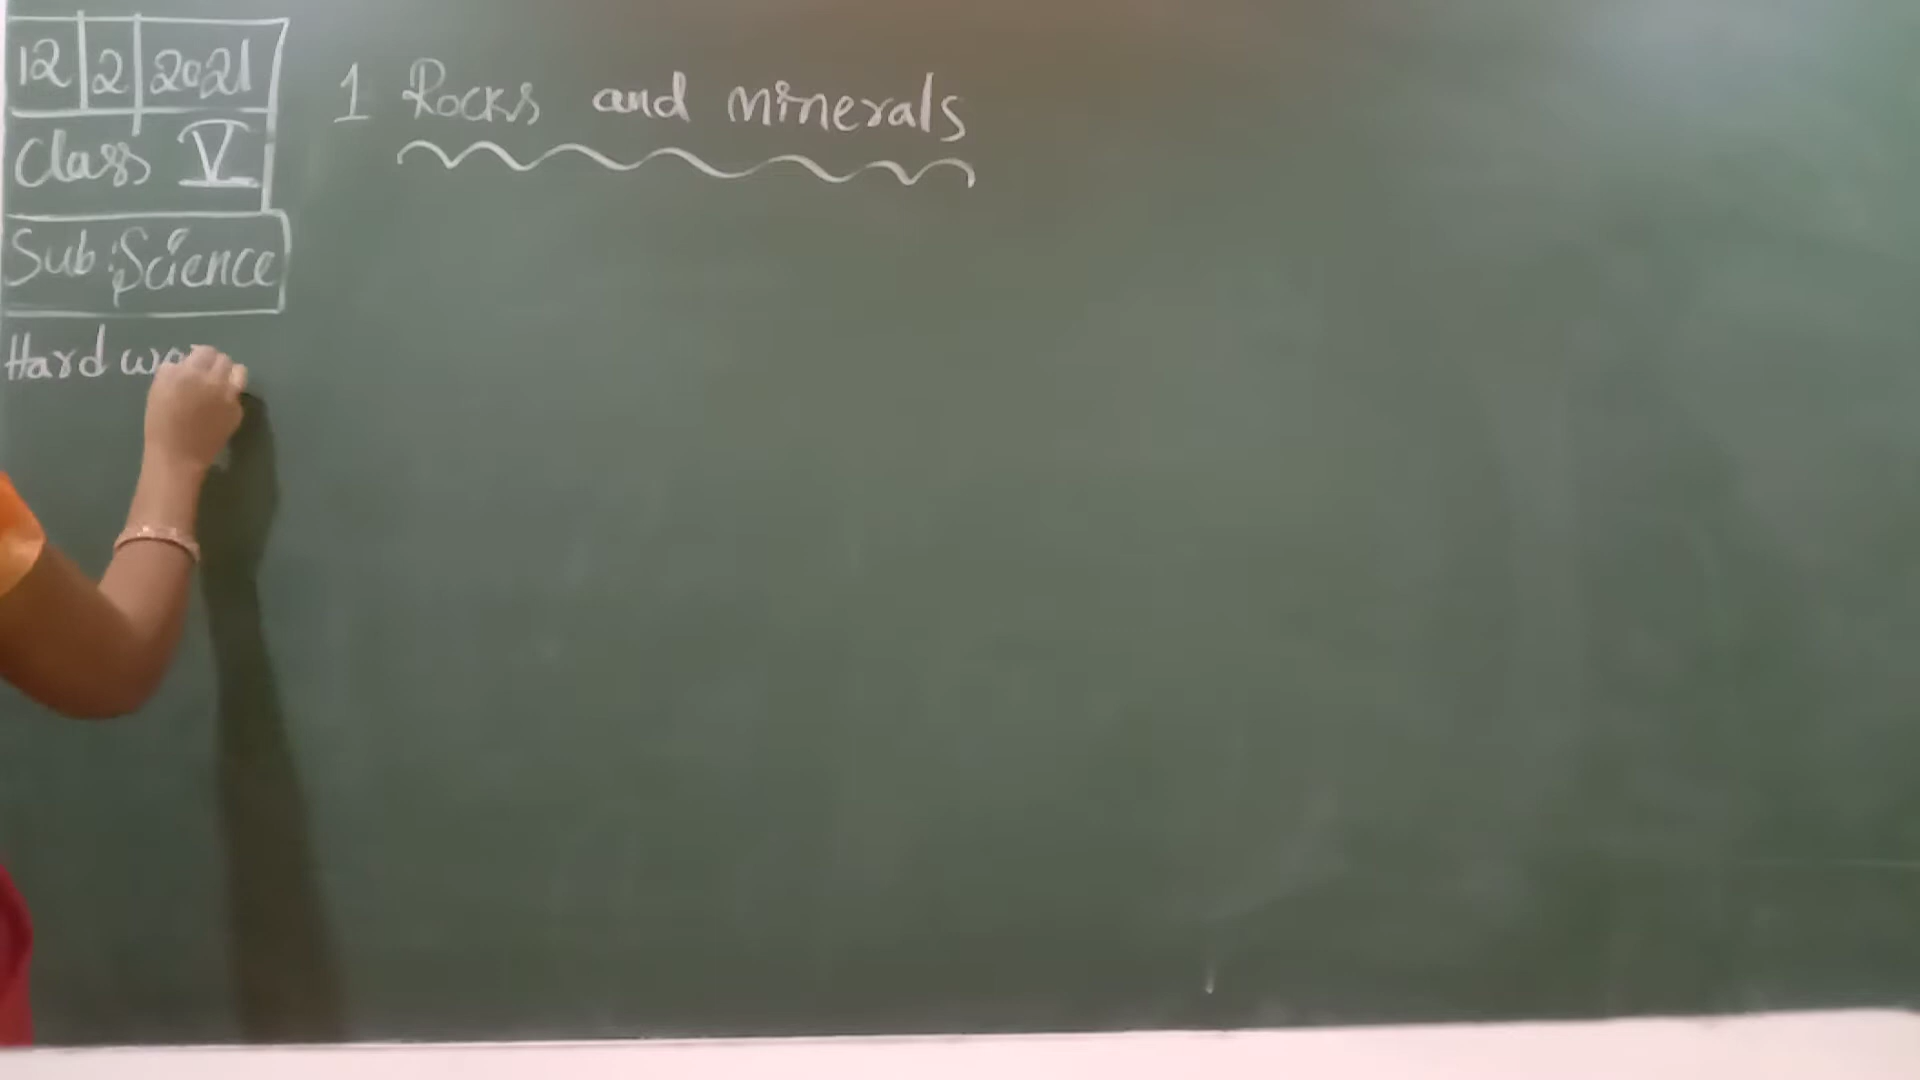 12 2 2021
Class V
Sub: Science
Hard
1 Rocks and minerals